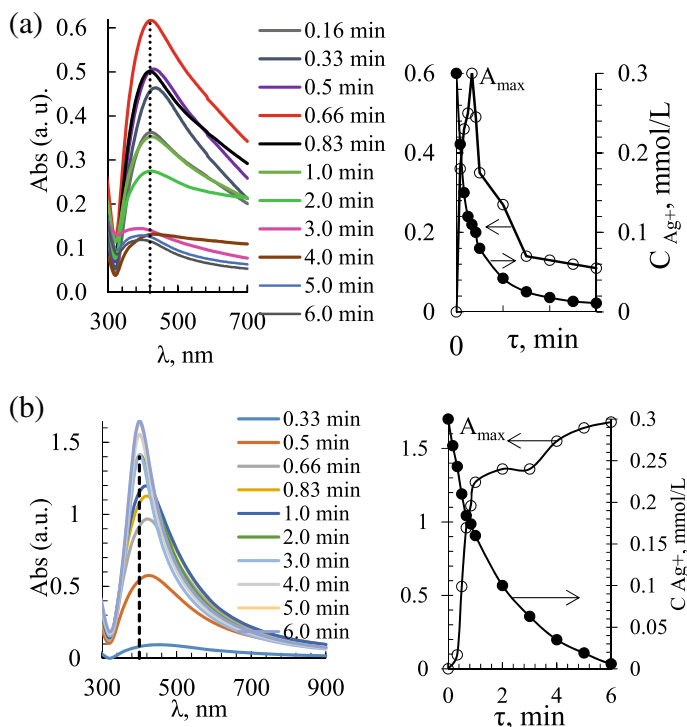 (a)
0.6
0.5
0.4
0.3
0.2
0.1
0.0
Abs (a. u).
300 500 700
λ, nm
0.16 min
0.33 min
0.5 min
0.66 min
0.83 min
1.0 min
2.0 min
3.0 min
4.0 min
5.0 min
6.0 min
0.6
0.4
0.2
0
A max
0.3
0.2
0.1
0
C Ag+, mmol/L
0
τ, min
(b)
1.5
1
0.5
0
Abs (a.u.)
300 500 700 900
λ, nm
0.33 min
0.5 min
0.66 min
0.83 min
1.0 min
2.0 min
3.0 min
4.0 min
5.0 min
6.0 min
1.5
1
0.5
0
A max
0.3
0.25
0.2
0.15
0.1
0.05
0
C Ag+, mmol/L
0 2 4 6
τ, min